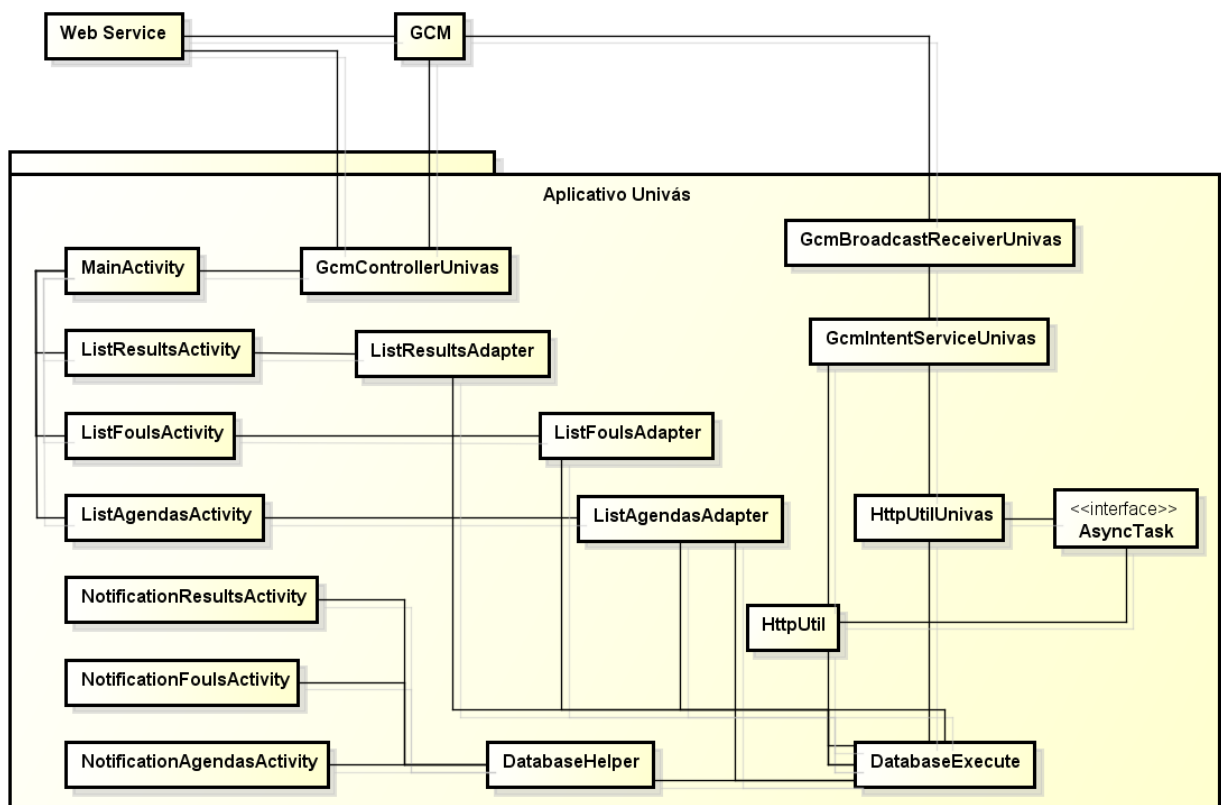 Web Service
GCM
Aplicativo Univás
GcmBroadcastReceiverUnivas
MainActivity
GcmControllerUnivas
GcmIntentServiceUnivas
ListResultsActivity
ListResultsAdapter
ListFoulsActivity
ListFoulsAdapter
ListAgendasActivity
ListAgendasAdapter
HttpUtilUnivas
<<interface>>
AsyncTask
NotificationResultsActivity
HttpUtil
NotificationFoulsActivity
NotificationAgendasActivity
DatabaseHelper
DatabaseExecute